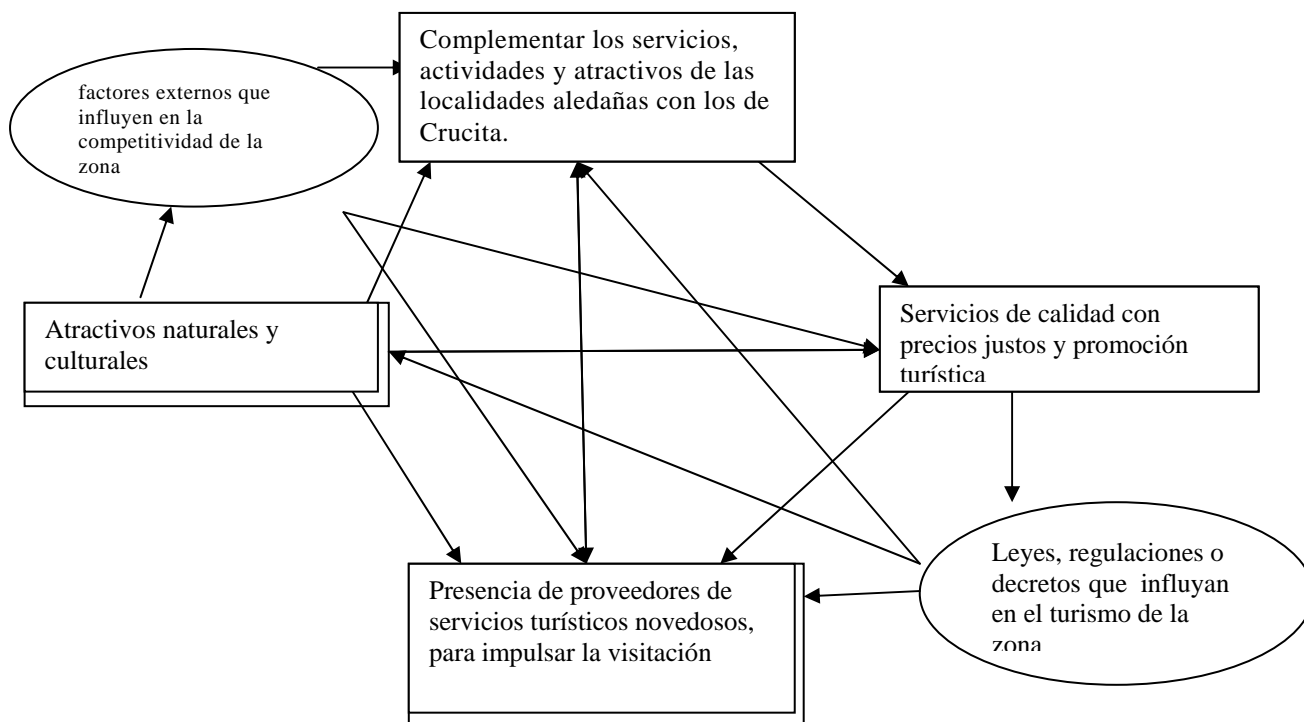 Complementar los servicios,
actividades y atractivos de las
localidades aledañas con los de
Crucita.
factores externos que
influyen en la
competitividad de la
zona
Atractivos naturales y
culturales
Servicios de calidad con
precios justos y promoción
turística
Leyes, regulaciones o
decretos que  influyan
en el turismo de la
zona
Presencia de proveedores de
servicios turísticos novedosos,
para impulsar la visitación